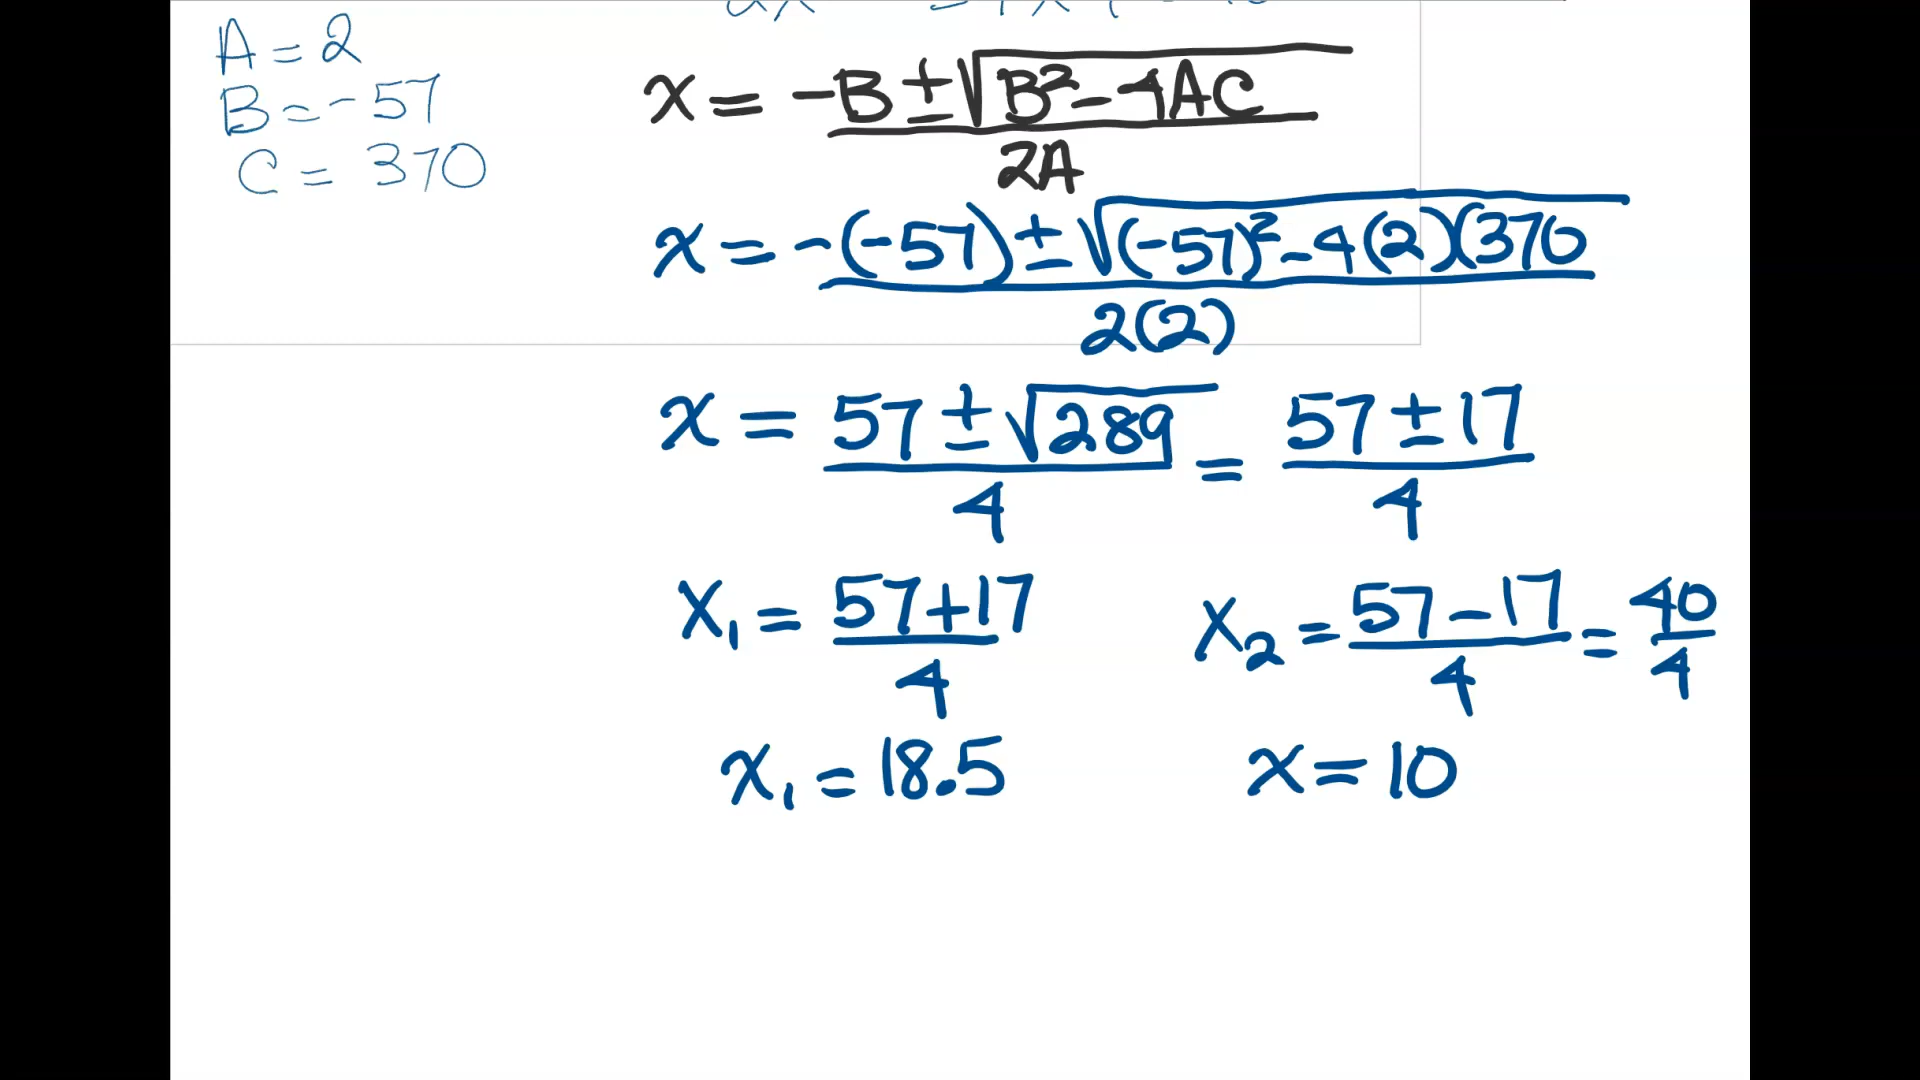 A = 2
B = -57
C = 370
x = -B ± √B² - 4AC
2A
x = -(-57) ± √(-57)² - 4(2)(370
2(2)
x = 57 ± √289 = 57 ± 17
4 4
x₁ = 57 + 17 x₂ = 57 - 17 = 40
4 4 4
x₁ = 18.5 x = 10